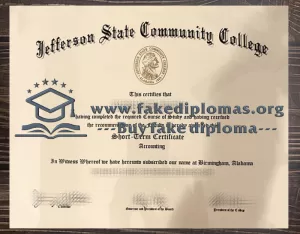 Jefferson State Community College
This certifies that
www.fakediplomas.org
having completed the required Course of Study and having received
---Buy fake diploma---
Short-Term Certificate
Accounting
In Witness Whereof we have hereunto subscribed our name at Birmingham, Alabama